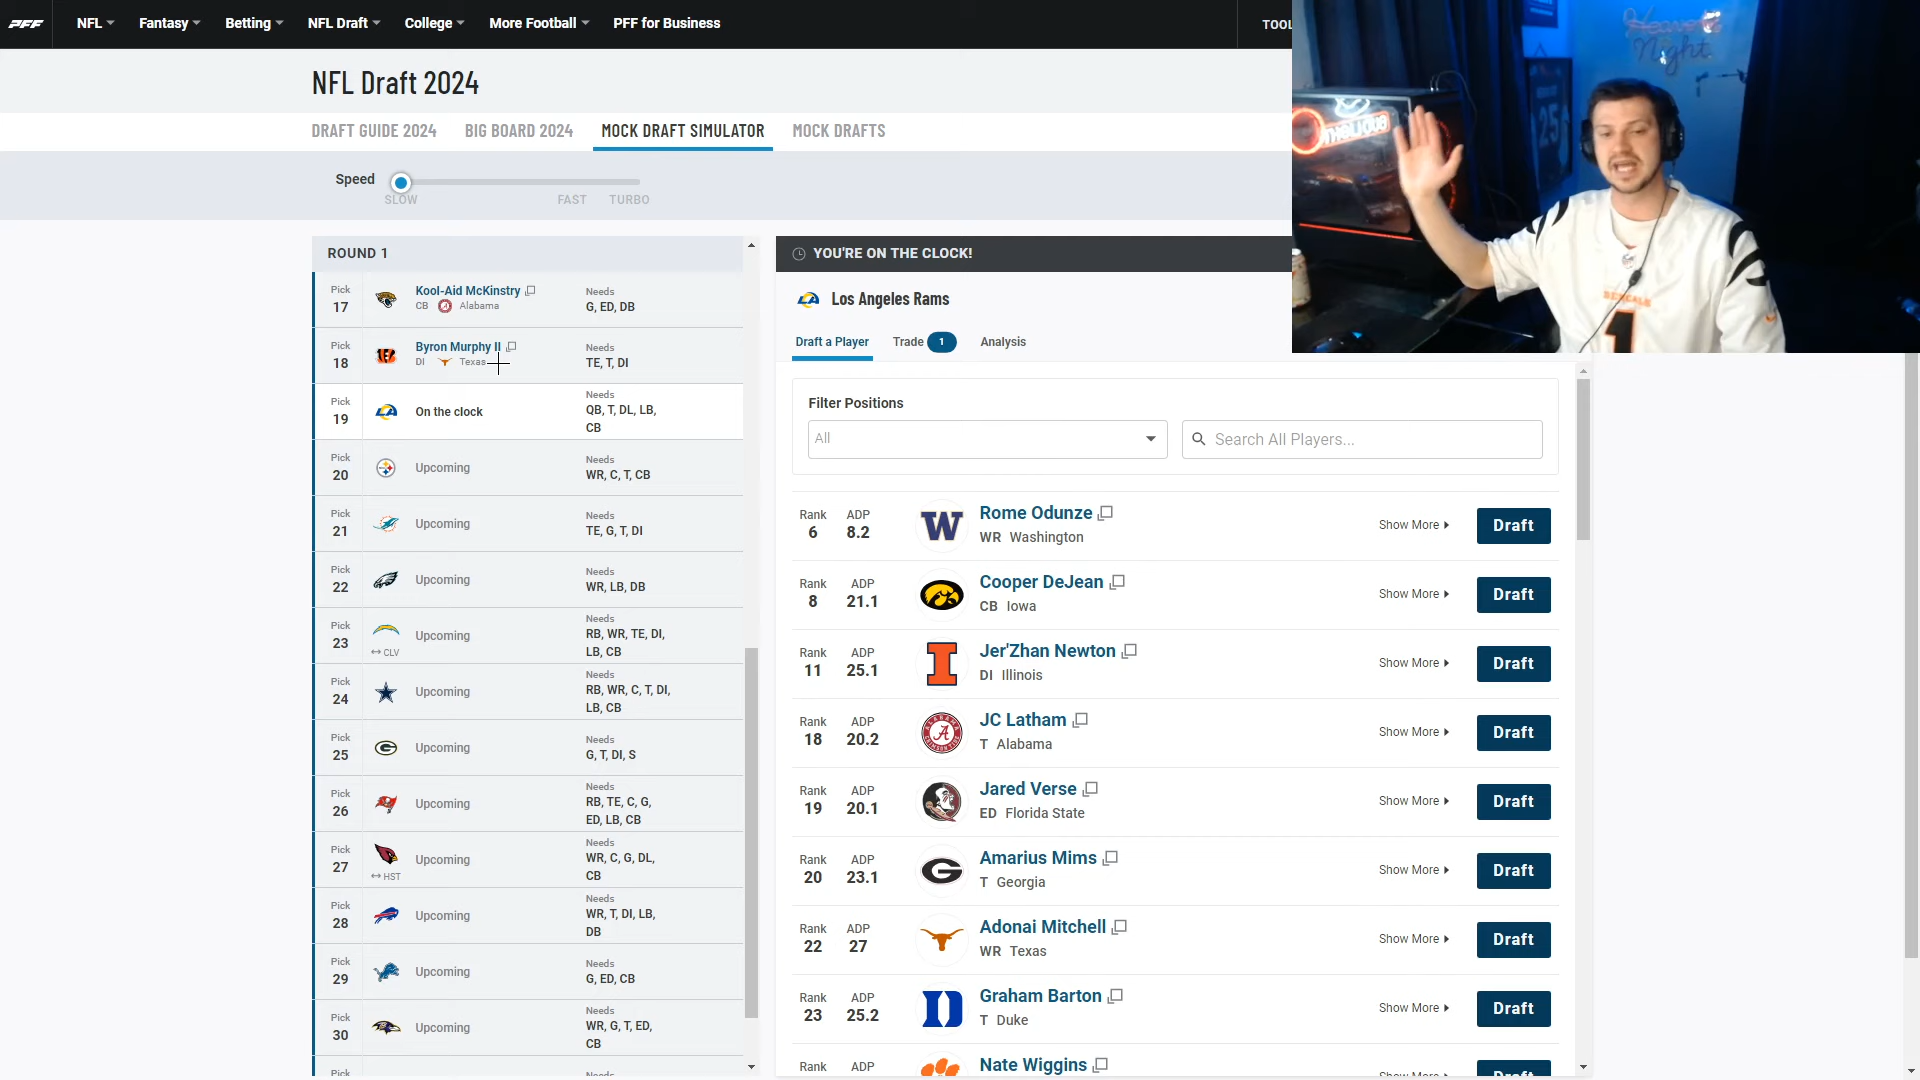 PFF
NFL
Fantasy
Betting
NFL Draft
College
More Football
PFF for Business
TOOL
NFL Draft 2024
DRAFT GUIDE 2024
BIG BOARD 2024
MOCK DRAFT SIMULATOR
MOCK DRAFTS
Speed
SLOW
FAST
TURBO
ROUND 1
Pick
17
Kool-Aid McKinstry
CB Alabama
Needs
G, ED, DB
Pick
18
Byron Murphy II
DI Texas
Needs
TE, T, DI
Pick
19
On the clock
Needs
QB, T, DL, LB,
CB
Pick
20
Upcoming
Needs
WR, C, T, CB
Pick
21
Upcoming
Needs
TE, G, T, DI
Pick
22
Upcoming
Needs
WR, LB, DB
Pick
23
CLV
Upcoming
Needs
RB, WR, TE, DI,
LB, CB
Pick
24
Upcoming
Needs
RB, WR, C, T, DI,
LB, CB
Pick
25
Upcoming
Needs
G, T, DI, S
Pick
26
Upcoming
Needs
RB, TE, C, G,
ED, LB, CB
Pick
27
HST
Upcoming
Needs
WR, C, G, DL,
CB
Pick
28
Upcoming
Needs
WR, T, DI, LB,
DB
Pick
29
Upcoming
Needs
G, ED, CB
Pick
30
Upcoming
Needs
WR, G, T, ED,
CB
Pick
Needs
YOU'RE ON THE CLOCK!
Los Angeles Rams
Draft a Player
Trade 1
Analysis
Filter Positions
All
Search All Players...
Rank ADP
6 8.2
Rome Odunze
WR Washington
Show More
Draft
Rank ADP
8 21.1
Cooper DeJean
CB Iowa
Show More
Draft
Rank ADP
11 25.1
Jer'Zhan Newton
DI Illinois
Show More
Draft
Rank ADP
18 20.2
JC Latham
T Alabama
Show More
Draft
Rank ADP
19 20.1
Jared Verse
ED Florida State
Show More
Draft
Rank ADP
20 23.1
Amarius Mims
T Georgia
Show More
Draft
Rank ADP
22 27
Adonai Mitchell
WR Texas
Show More
Draft
Rank ADP
23 25.2
Graham Barton
T Duke
Show More
Draft
Rank ADP
Nate Wiggins
Show More
Draft
Night
BENGALS
1